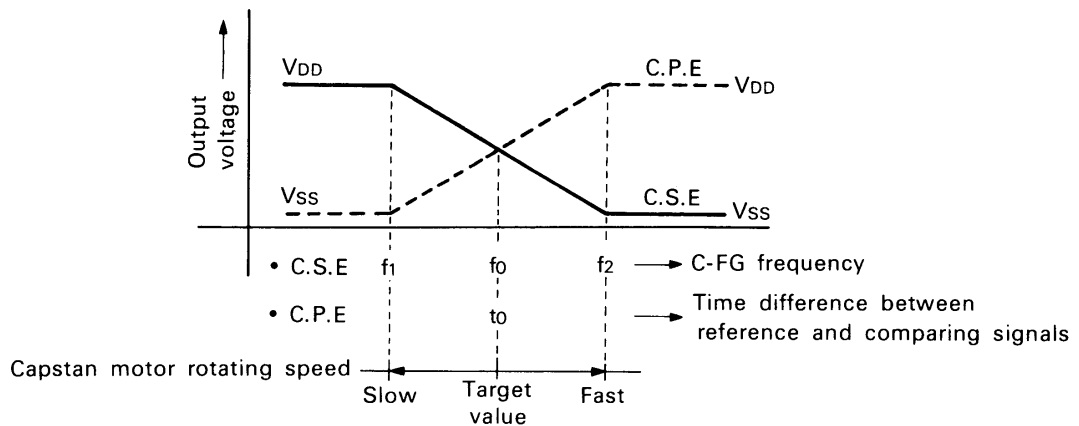 Output voltage
VDD
C.P.E
VDD
VSS
C.S.E
VSS
• C.S.E f1 f0 f2 C-FG frequency
• C.P.E t0 Time difference between
reference and comparing signals
Capstan motor rotating speed
Slow Target Fast
value